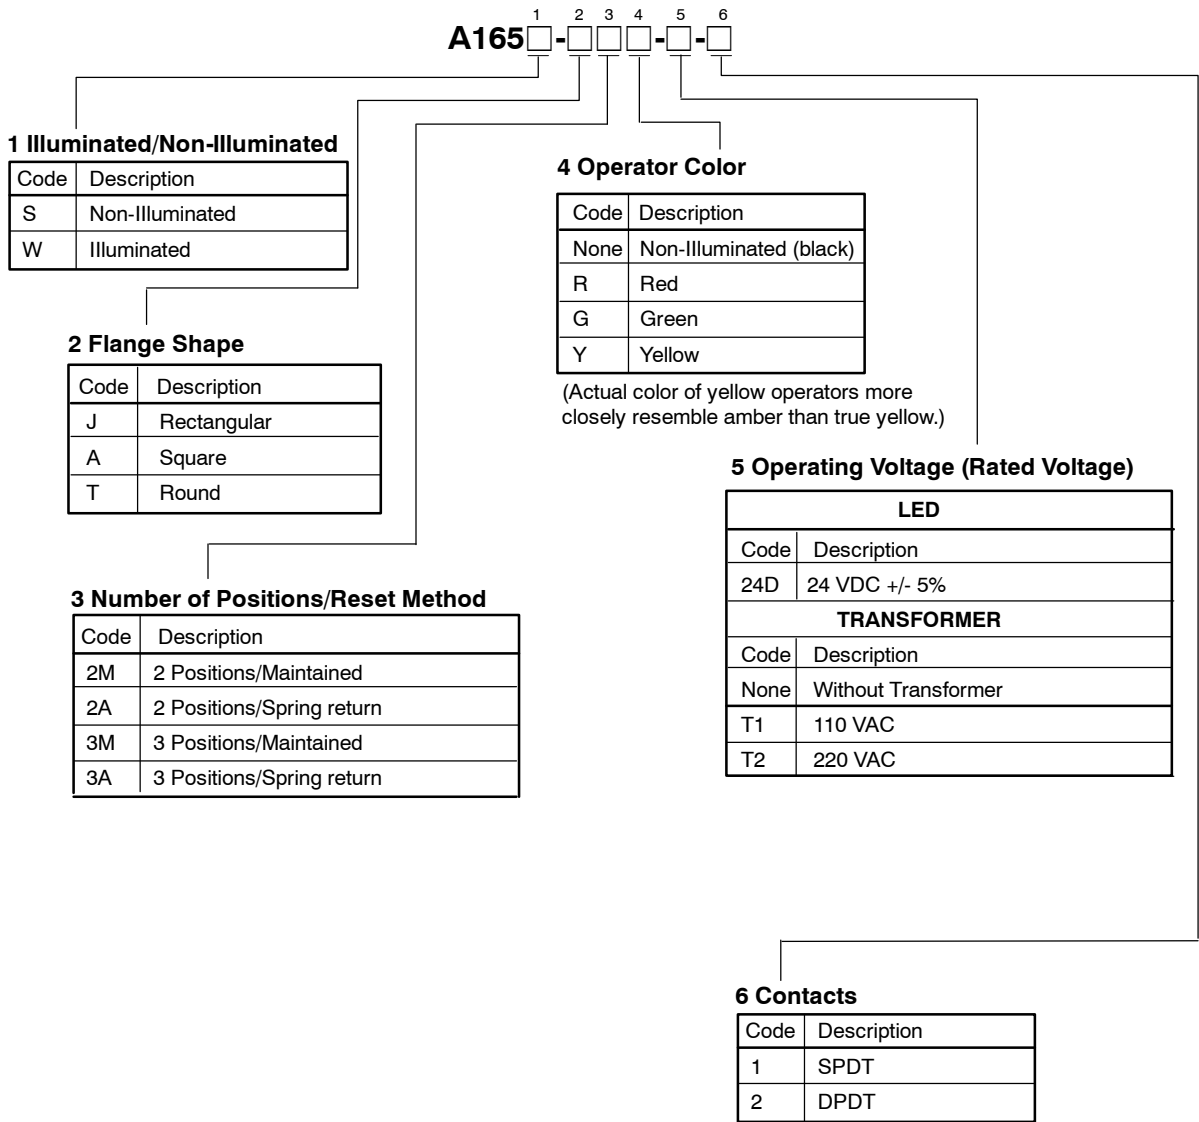 1 2 3 4 5 6
A165□-□□□-□-□
1 Illuminated/Non-Illuminated
Code Description
S Non-Illuminated
W Illuminated
2 Flange Shape
Code Description
J Rectangular
A Square
T Round
3 Number of Positions/Reset Method
Code Description
2M 2 Positions/Maintained
2A 2 Positions/Spring return
3M 3 Positions/Maintained
3A 3 Positions/Spring return
4 Operator Color
Code Description
None Non-Illuminated (black)
R Red
G Green
Y Yellow
(Actual color of yellow operators more
closely resemble amber than true yellow.)
5 Operating Voltage (Rated Voltage)
LED
Code Description
24D 24 VDC +/- 5%
TRANSFORMER
Code Description
None Without Transformer
T1 110 VAC
T2 220 VAC
6 Contacts
Code Description
1 SPDT
2 DPDT